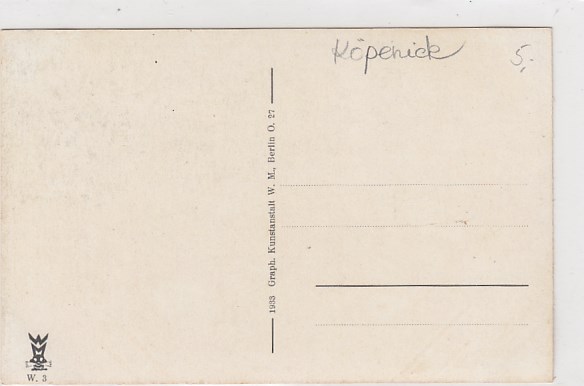 Köpenick 5,-
1933 Graph. Kunstanstalt W. M., Berlin O. 27
W. 3